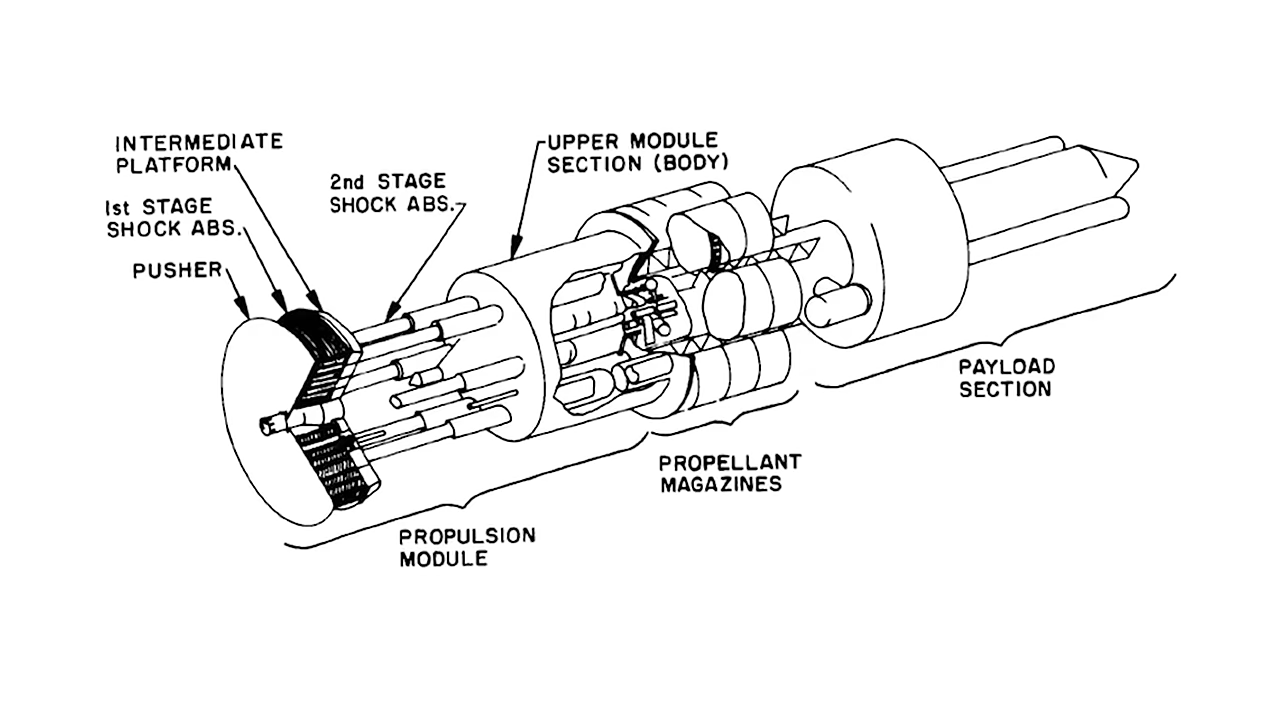 INTERMEDIATE
PLATFORM
1st STAGE
SHOCK ABS.
PUSHER
2nd STAGE
SHOCK ABS.
UPPER MODULE
SECTION (BODY)
PAYLOAD
SECTION
PROPELLANT
MAGAZINES
PROPULSION
MODULE